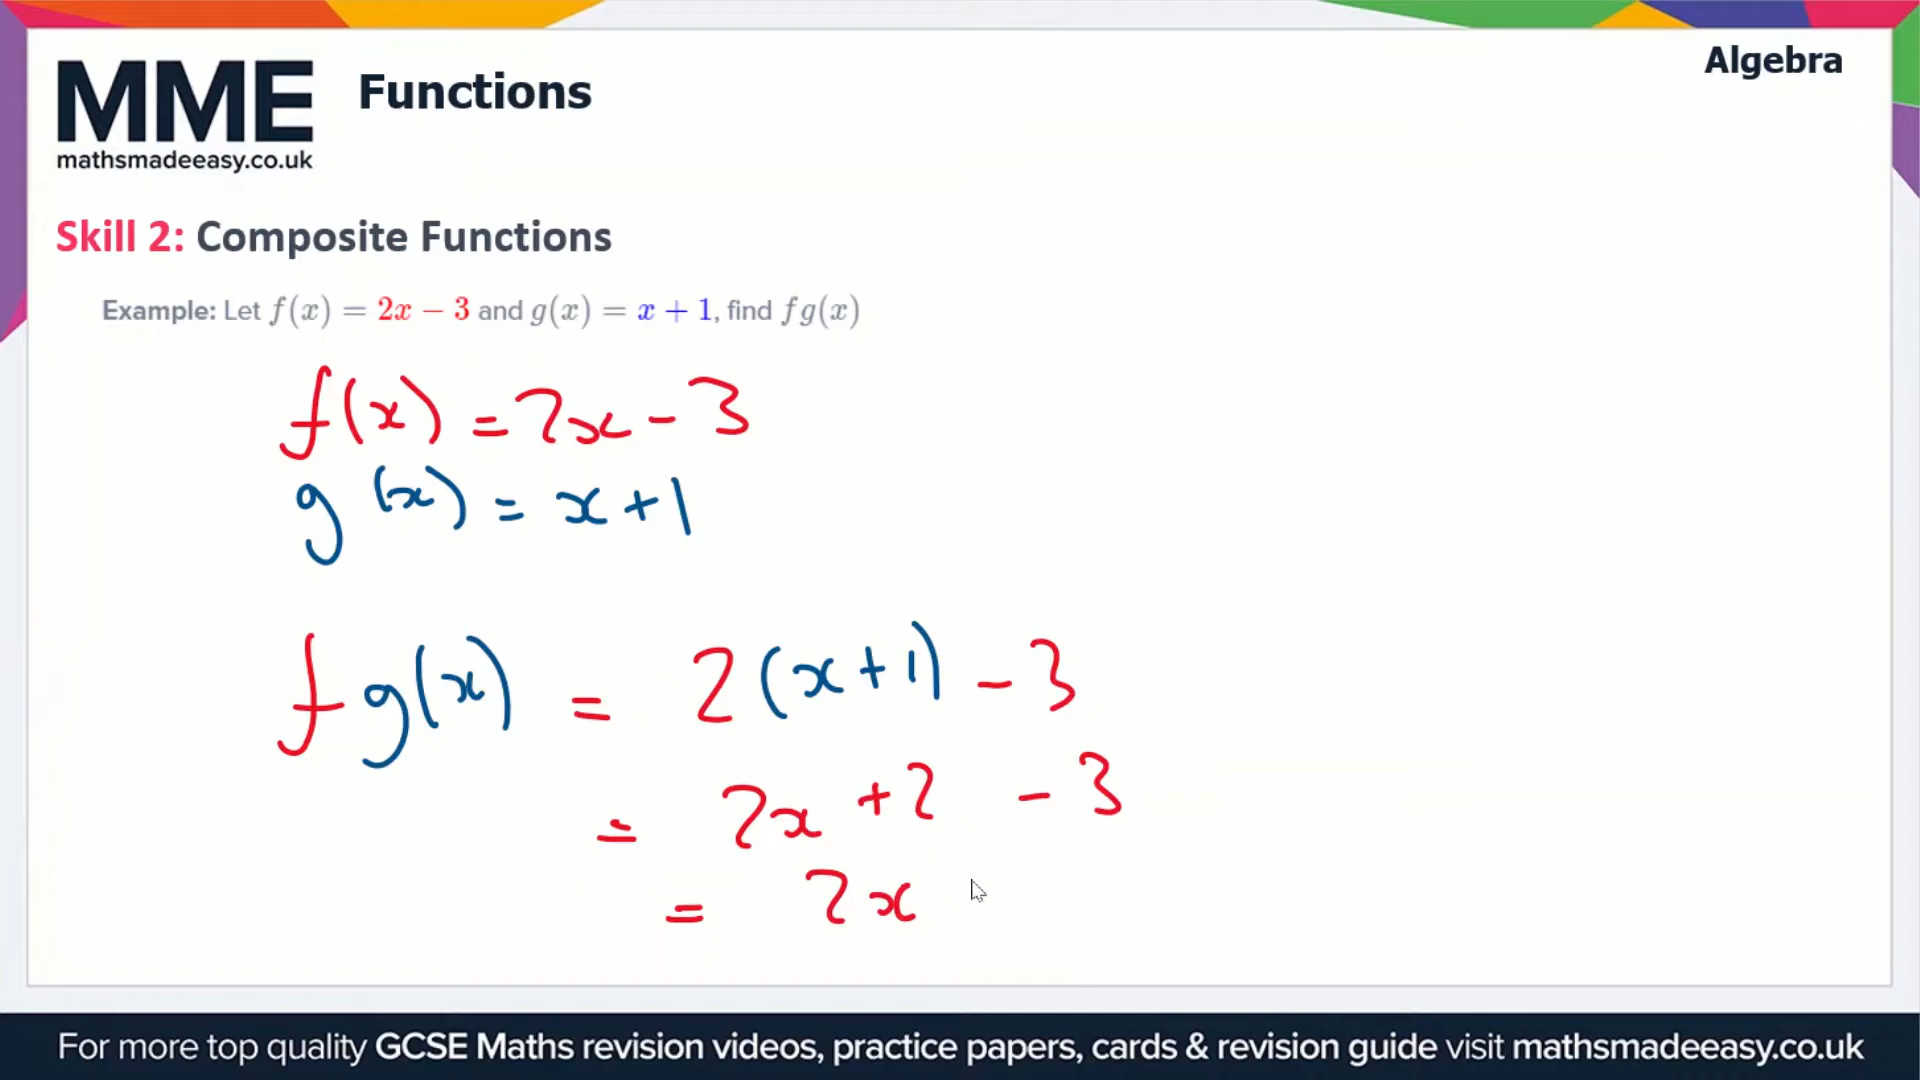 MME
mathsmadeeasy.co.uk
Functions
Algebra
Skill 2: Composite Functions
Example: Let f(x) = 2x − 3 and g(x) = x + 1, find fg(x)
f(x) = 2x − 3
g(x) = x + 1
fg(x) = 2(x+1) − 3
= 2x + 2 − 3
= 2x
For more top quality GCSE Maths revision videos, practice papers, cards & revision guide visit mathsmadeeasy.co.uk